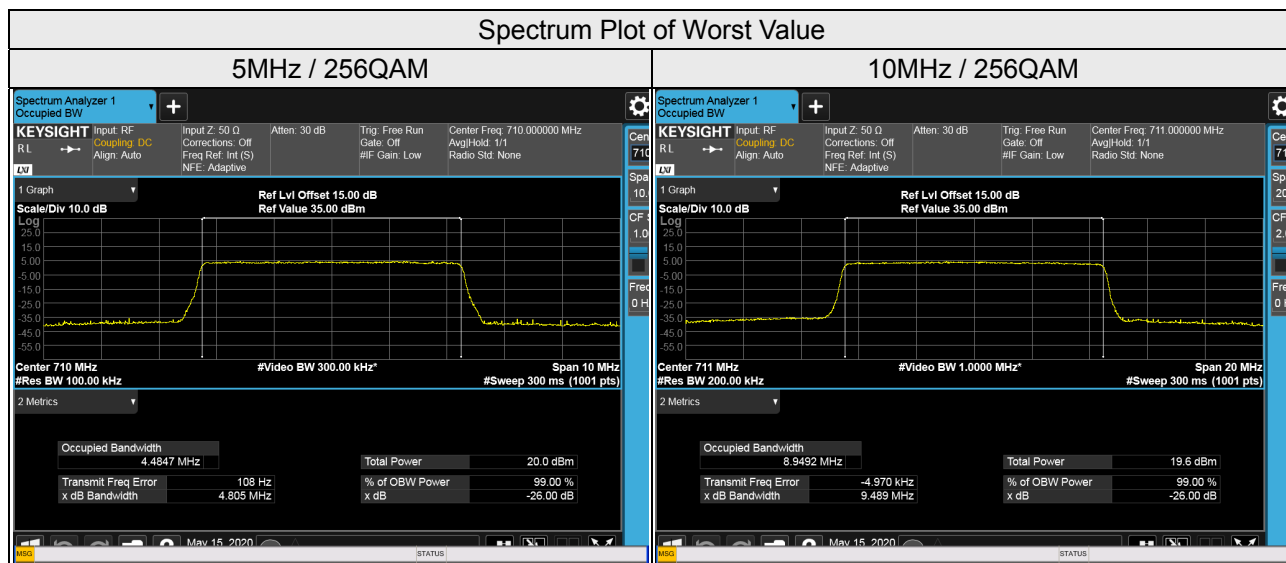 Spectrum Plot of Worst Value
5MHz / 256QAM
Spectrum Analyzer 1
Occupied BW
+
KEYSIGHT
RL
LXI
Input: RF
Coupling: DC
Align: Auto
Input Z: 50 Ω
Corrections: Off
Freq Ref: Int (S)
NFE: Adaptive
Atten: 30 dB
Trig: Free Run
Gate: Off
#IF Gain: Low
Center Freq: 710.000000 MHz
Avg|Hold: 1/1
Radio Std: None
1 Graph
Scale/Div 10.0 dB
Ref Lvl Offset 15.00 dB
Ref Value 35.00 dBm
Log
25.0
15.0
5.00
-5.00
-15.0
-25.0
-35.0
-45.0
-55.0
Center 710 MHz
#Res BW 100.00 kHz
#Video BW 300.00 kHz*
Span 10 MHz
#Sweep 300 ms (1001 pts)
2 Metrics
Occupied Bandwidth
4.4847 MHz
Total Power 20.0 dBm
Transmit Freq Error 108 Hz
% of OBW Power 99.00 %
x dB Bandwidth 4.805 MHz
x dB -26.00 dB
May 15, 2020
MSG
STATUS
10MHz / 256QAM
Spectrum Analyzer 1
Occupied BW
+
KEYSIGHT
RL
LXI
Input: RF
Coupling: DC
Align: Auto
Input Z: 50 Ω
Corrections: Off
Freq Ref: Int (S)
NFE: Adaptive
Atten: 30 dB
Trig: Free Run
Gate: Off
#IF Gain: Low
Center Freq: 711.000000 MHz
Avg|Hold: 1/1
Radio Std: None
1 Graph
Scale/Div 10.0 dB
Ref Lvl Offset 15.00 dB
Ref Value 35.00 dBm
Log
25.0
15.0
5.00
-5.00
-15.0
-25.0
-35.0
-45.0
-55.0
Center 711 MHz
#Res BW 200.00 kHz
#Video BW 1.0000 MHz*
Span 20 MHz
#Sweep 300 ms (1001 pts)
2 Metrics
Occupied Bandwidth
8.9492 MHz
Total Power 19.6 dBm
Transmit Freq Error -4.970 kHz
% of OBW Power 99.00 %
x dB Bandwidth 9.489 MHz
x dB -26.00 dB
May 15, 2020
MSG
STATUS